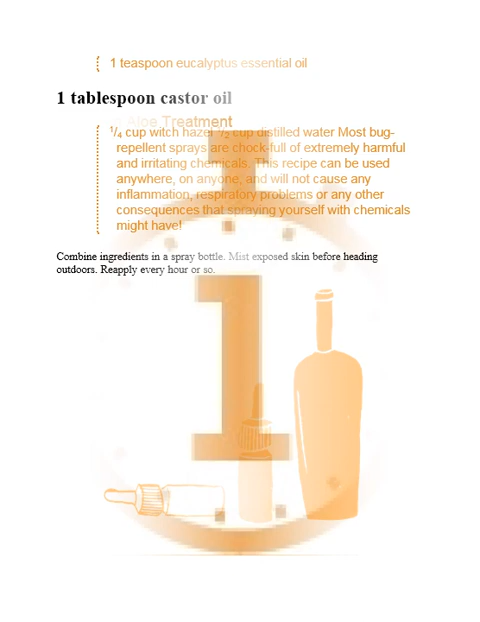 1 teaspoon eucalyptus essential oil
1 tablespoon castor oil
Aloe Treatment
1/4 cup witch hazel 1/2 cup distilled water Most bug-
repellent sprays are chock-full of extremely harmful
and irritating chemicals. This recipe can be used
anywhere, on anyone, and will not cause any
inflammation, respiratory problems or any other
consequences that spraying yourself with chemicals
might have!
Combine ingredients in a spray bottle. Mist exposed skin before heading
outdoors. Reapply every hour or so.
1